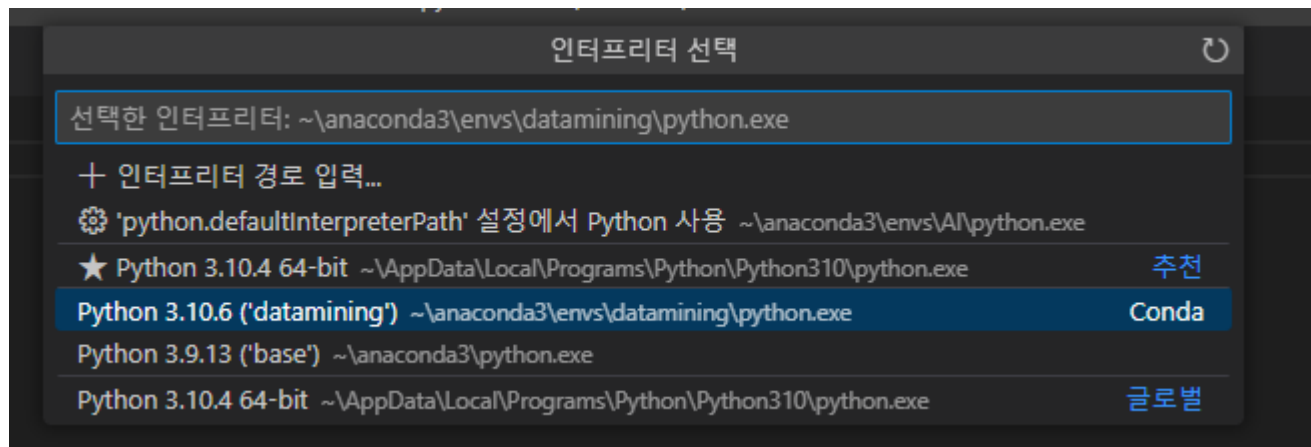 인터프리터 선택
선택한 인터프리터: ~\anaconda3\envs\datamining\python.exe
인터프리터 경로 입력...
'python.defaultInterpreterPath' 설정에서 Python 사용 ~\anaconda3\envs\AI\python.exe
Python 3.10.4 64-bit ~\AppData\Local\Programs\Python\Python310\python.exe 추천
Python 3.10.6 ('datamining') ~\anaconda3\envs\datamining\python.exe Conda
Python 3.9.13 ('base') ~\anaconda3\python.exe
Python 3.10.4 64-bit ~\AppData\Local\Programs\Python\Python310\python.exe 글로벌